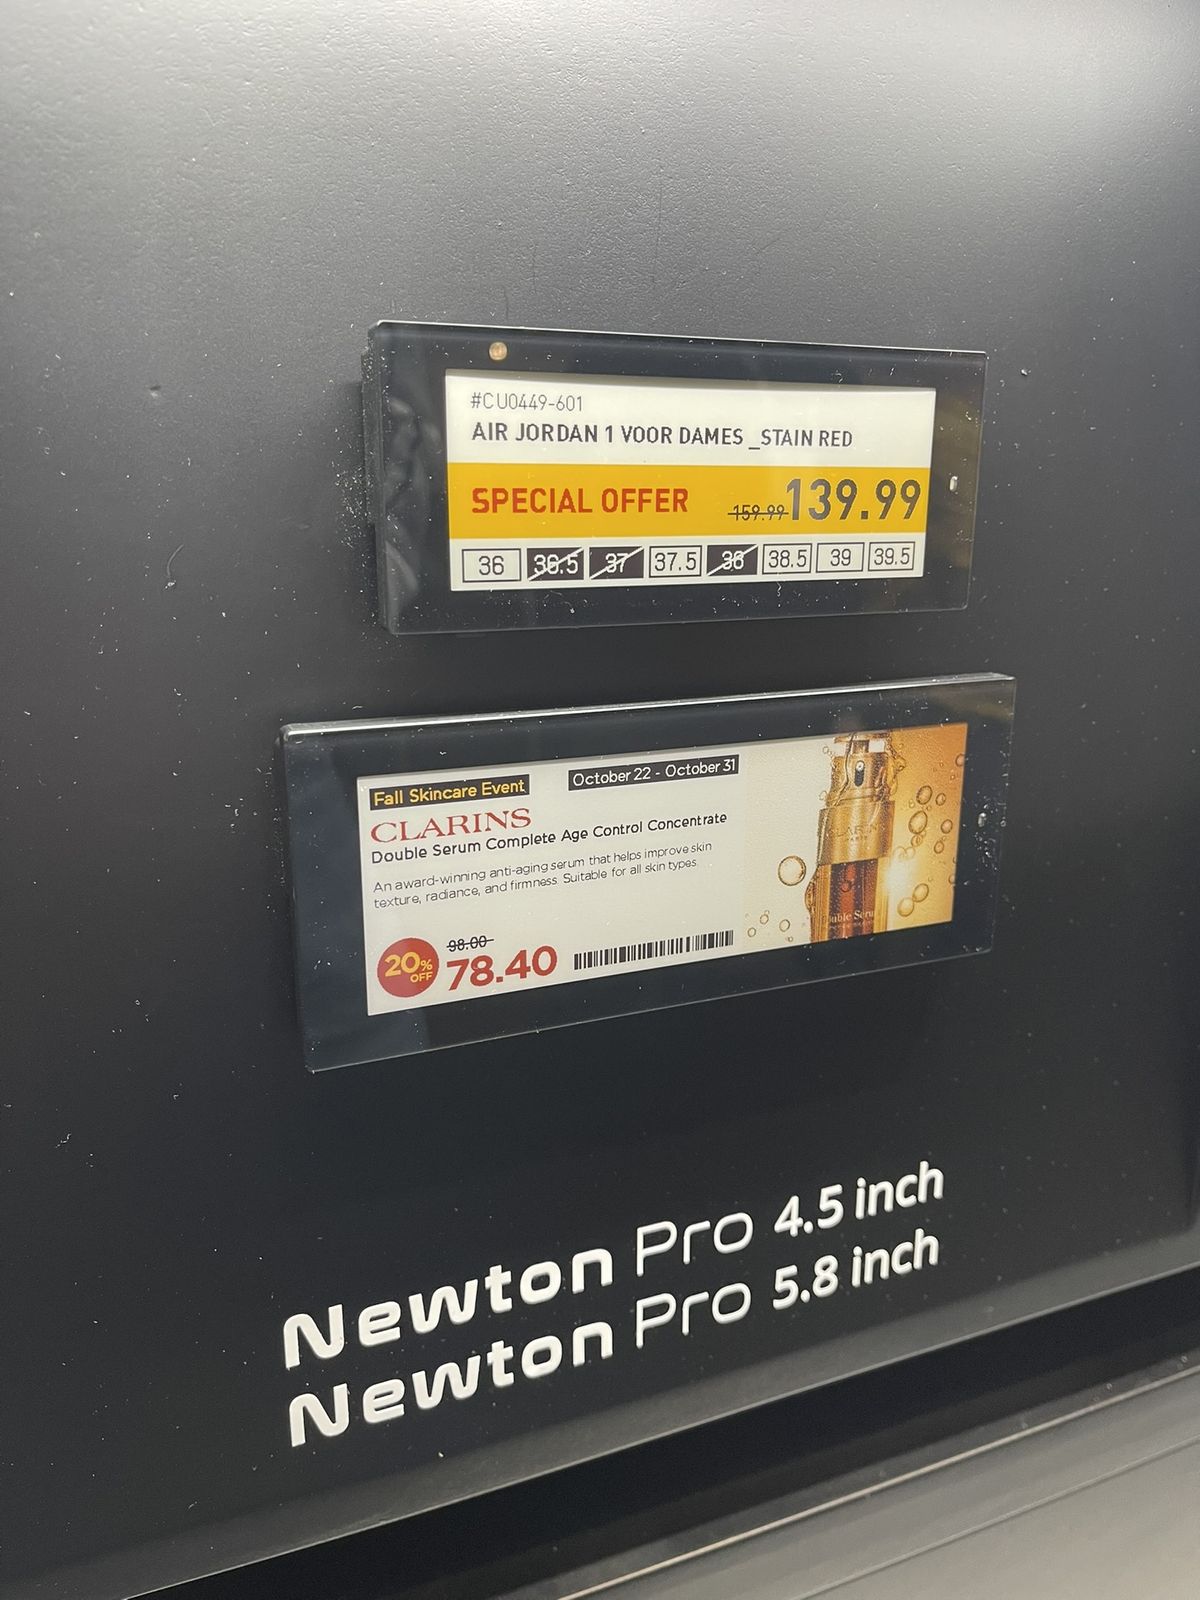 #CU0449-601
AIR JORDAN 1 VOOR DAMES _STAIN RED
SPECIAL OFFER 159.99 139.99
36 36.5 37 37.5 38 38.5 39 39.5
Fall Skincare Event October 22 - October 31
CLARINS
Double Serum Complete Age Control Concentrate
An award-winning anti-aging serum that helps improve skin
texture, radiance, and firmness. Suitable for all skin types.
98.00
20% OFF 78.40
CLARINS
PARIS
Double Serum
Newton Pro 4.5 inch
Newton Pro 5.8 inch